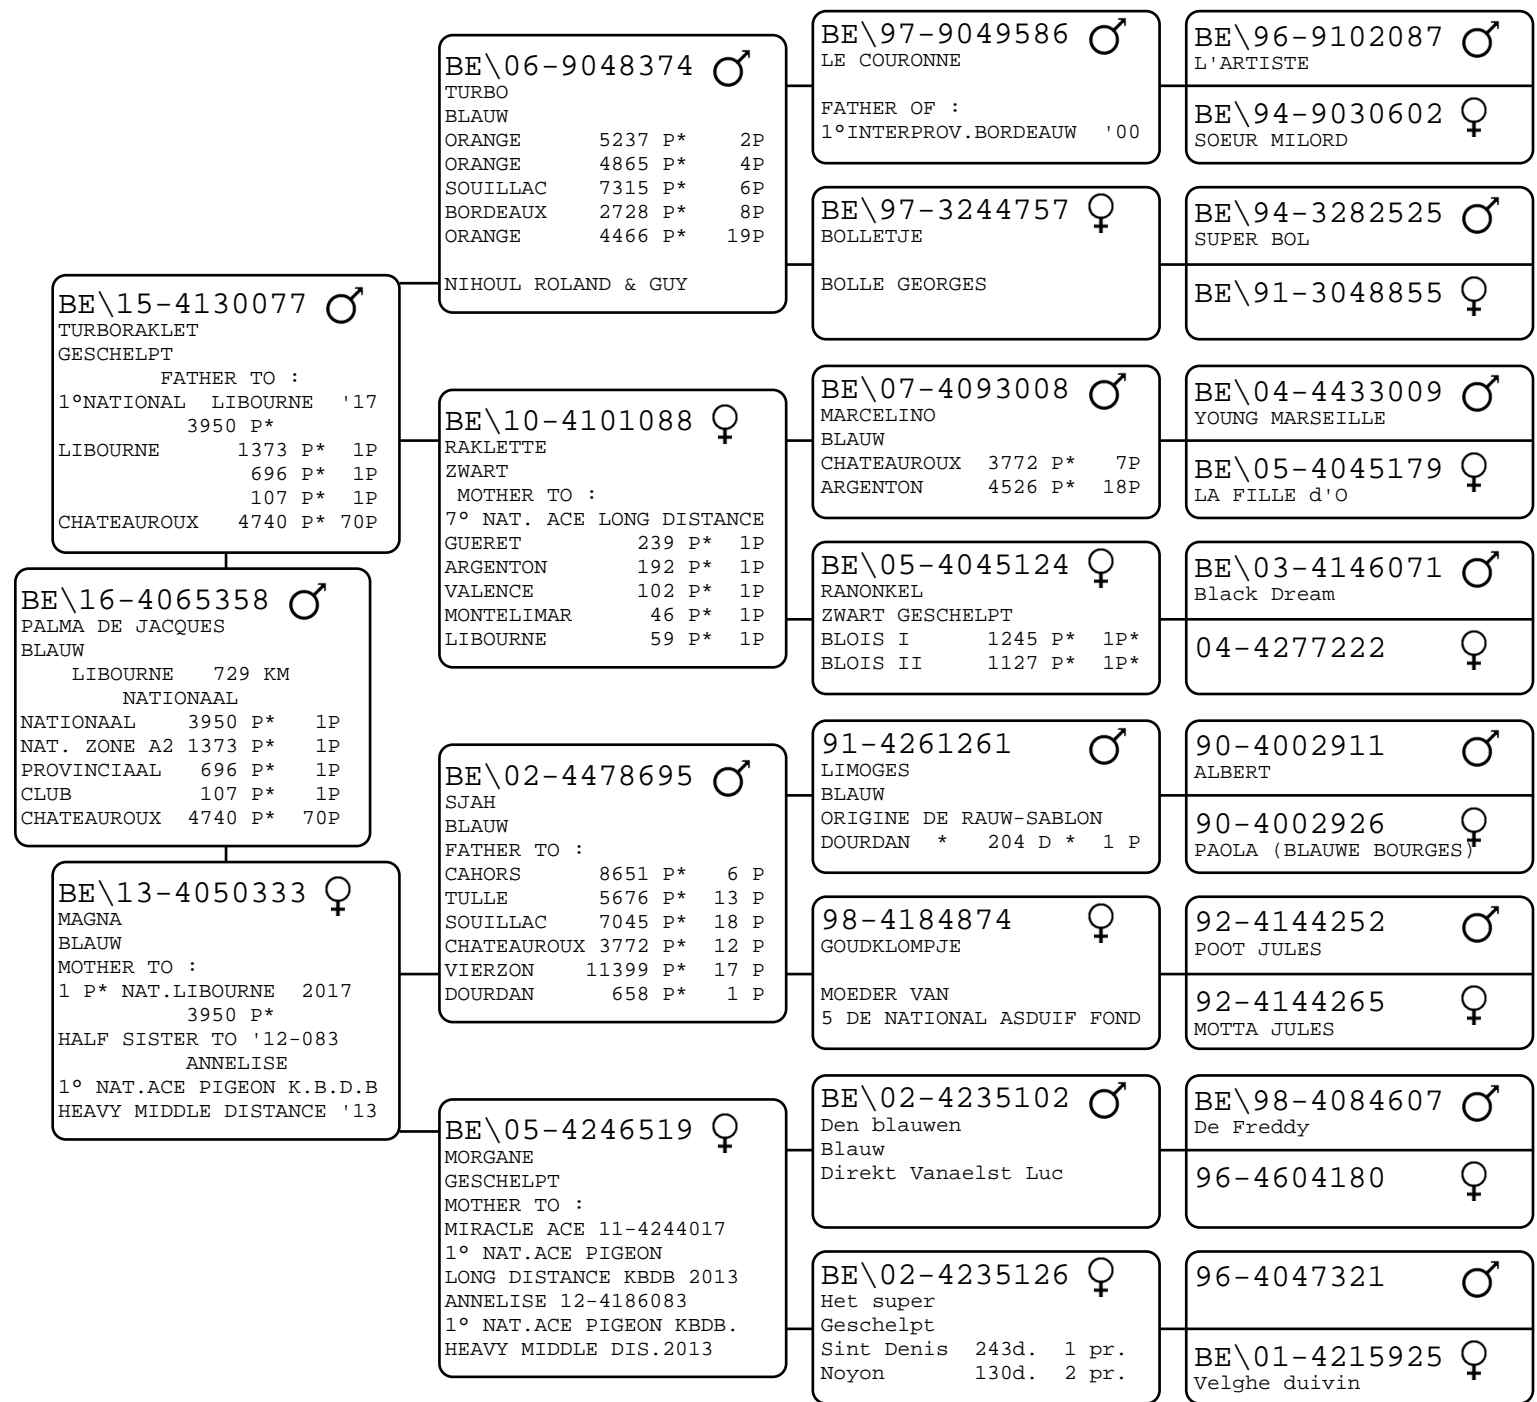 BE\16-4065358
PALMA DE JACQUES
BLAUW
LIBOURNE 729 KM
NATIONAAL
NATIONAAL 3950 P* 1P
NAT. ZONE A2 1373 P* 1P
PROVINCIAAL 696 P* 1P
CLUB 107 P* 1P
CHATEAUROUX 4740 P* 70P
BE\15-4130077
TURBORAKLET
GESCHELPT
FATHER TO :
1°NATIONAL LIBOURNE '17
3950 P*
LIBOURNE 1373 P* 1P
696 P* 1P
107 P* 1P
CHATEAUROUX 4740 P* 70P
BE\13-4050333
MAGNA
BLAUW
MOTHER TO :
1 P* NAT.LIBOURNE 2017
3950 P*
HALF SISTER TO '12-083
ANNELISE
1° NAT.ACE PIGEON K.B.D.B
HEAVY MIDDLE DISTANCE '13
BE\06-9048374
TURBO
BLAUW
ORANGE 5237 P* 2P
ORANGE 4865 P* 4P
SOUILLAC 7315 P* 6P
BORDEAUX 2728 P* 8P
ORANGE 4466 P* 19P
NIHOUL ROLAND & GUY
BE\10-4101088
RAKLETTE
ZWART
MOTHER TO :
7° NAT. ACE LONG DISTANCE
GUERET 239 P* 1P
ARGENTON 192 P* 1P
VALENCE 102 P* 1P
MONTELIMAR 46 P* 1P
LIBOURNE 59 P* 1P
BE\02-4478695
SJAH
BLAUW
FATHER TO :
CAHORS 8651 P* 6 P
TULLE 5676 P* 13 P
SOUILLAC 7045 P* 18 P
CHATEAUROUX 3772 P* 12 P
VIERZON 11399 P* 17 P
DOURDAN 658 P* 1 P
BE\05-4246519
MORGANE
GESCHELPT
MOTHER TO :
MIRACLE ACE 11-4244017
1° NAT.ACE PIGEON
LONG DISTANCE KBDB 2013
ANNELISE 12-4186083
1° NAT.ACE PIGEON KBDB.
HEAVY MIDDLE DIS.2013
BE\97-9049586
LE COURONNE
FATHER OF :
1°INTERPROV.BORDEAUW '00
BE\97-3244757
BOLLETJE
BOLLE GEORGES
BE\07-4093008
MARCELINO
BLAUW
CHATEAUROUX 3772 P* 7P
ARGENTON 4526 P* 18P
BE\05-4045124
RANONKEL
ZWART GESCHELPT
BLOIS I 1245 P* 1P*
BLOIS II 1127 P* 1P*
91-4261261
LIMOGES
BLAUW
ORIGINE DE RAUW-SABLON
DOURDAN * 204 D * 1 P
98-4184874
GOUDKLOMPJE
MOEDER VAN
5 DE NATIONAL ASDUIF FOND
BE\02-4235102
Den blauwen
Blauw
Direkt Vanaelst Luc
BE\02-4235126
Het super
Geschelpt
Sint Denis 243d. 1 pr.
Noyon 130d. 2 pr.
BE\96-9102087
L'ARTISTE
BE\94-9030602
SOEUR MILORD
BE\94-3282525
SUPER BOL
BE\91-3048855
BE\04-4433009
YOUNG MARSEILLE
BE\05-4045179
LA FILLE d'O
BE\03-4146071
Black Dream
04-4277222
90-4002911
ALBERT
90-4002926
PAOLA (BLAUWE BOURGES)
92-4144252
POOT JULES
92-4144265
MOTTA JULES
BE\98-4084607
De Freddy
96-4604180
96-4047321
BE\01-4215925
Velghe duivin